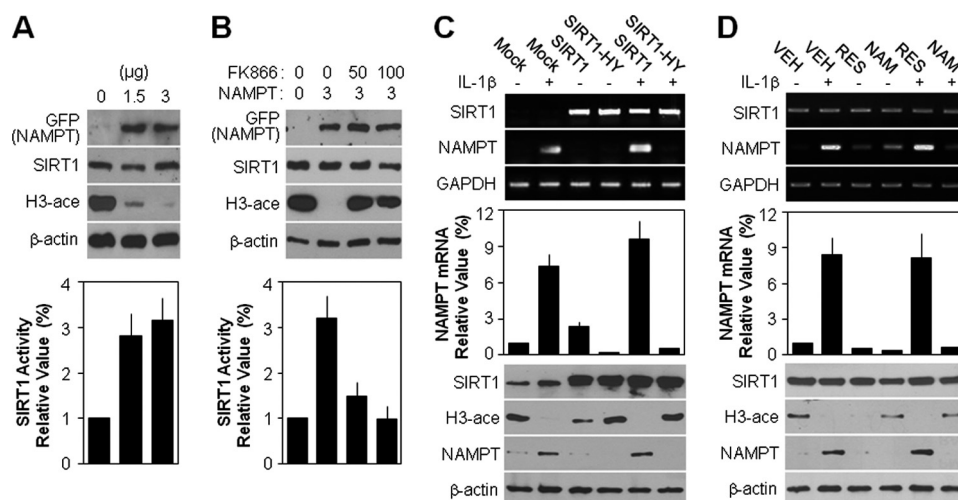 A
(μg)
0 1.5 3
GFP
(NAMPT)
SIRT1
H3-ace
β-actin
SIRT1 Activity
Relative Value (%)
4
3
2
1
0
B
FK866 : 0 0 50 100
NAMPT : 0 3 3 3
GFP
(NAMPT)
SIRT1
H3-ace
β-actin
SIRT1 Activity
Relative Value (%)
4
3
2
1
0
C
Mock Mock SIRT1 SIRT1-HY SIRT1 SIRT1-HY
IL-1β - + - - + +
SIRT1
NAMPT
GAPDH
NAMPT mRNA
Relative Value (%)
12
9
6
3
0
SIRT1
H3-ace
NAMPT
β-actin
D
VEH VEH RES NAM RES NAM
IL-1β - + - - + +
SIRT1
NAMPT
GAPDH
NAMPT mRNA
Relative Value (%)
12
9
6
3
0
SIRT1
H3-ace
NAMPT
β-actin